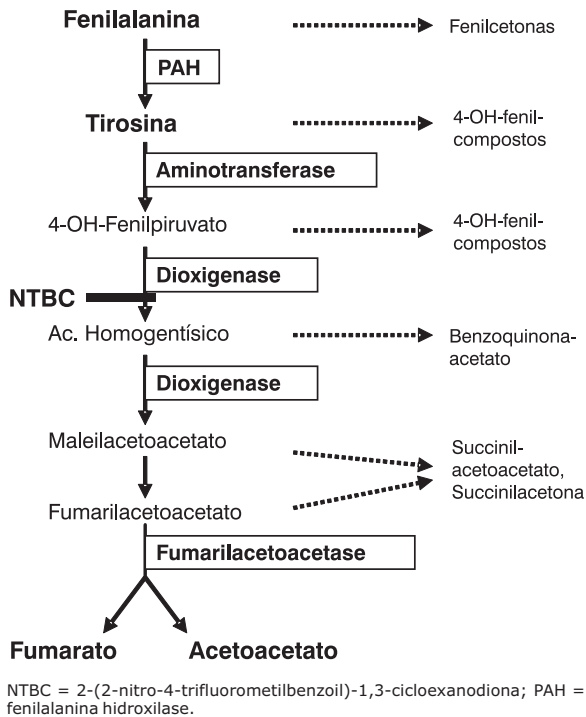 Fenilalanina
Fenilcetonas
PAH
Tirosina
4-OH-fenil-
compostos
Aminotransferase
4-OH-Fenilpiruvato
4-OH-fenil-
compostos
Dioxigenase
NTBC
Ac. Homogentísico
Benzoquinona-
acetato
Dioxigenase
Maleilacetoacetato
Succinil-
acetoacetato,
Succinilacetona
Fumarilacetoacetato
Fumarilacetoacetase
Fumarato
Acetoacetato
NTBC = 2-(2-nitro-4-trifluorometilbenzoil)-1,3-cicloexanodiona; PAH =
fenilalanina hidroxilase.